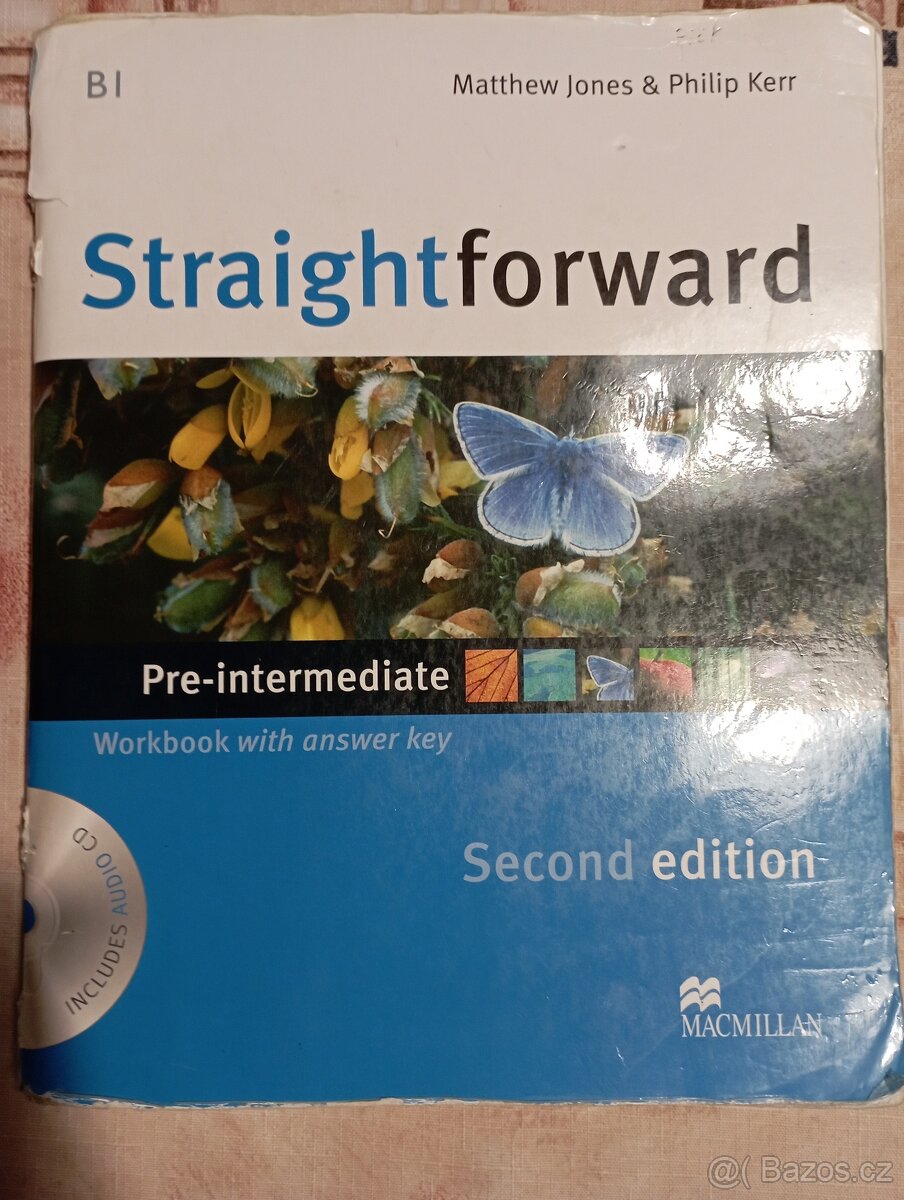 B1
Matthew Jones & Philip Kerr
Straightforward
Pre-intermediate
Workbook with answer key
INCLUDES AUDIO CD
Second edition
MACMILLAN
@( Bazos.cz